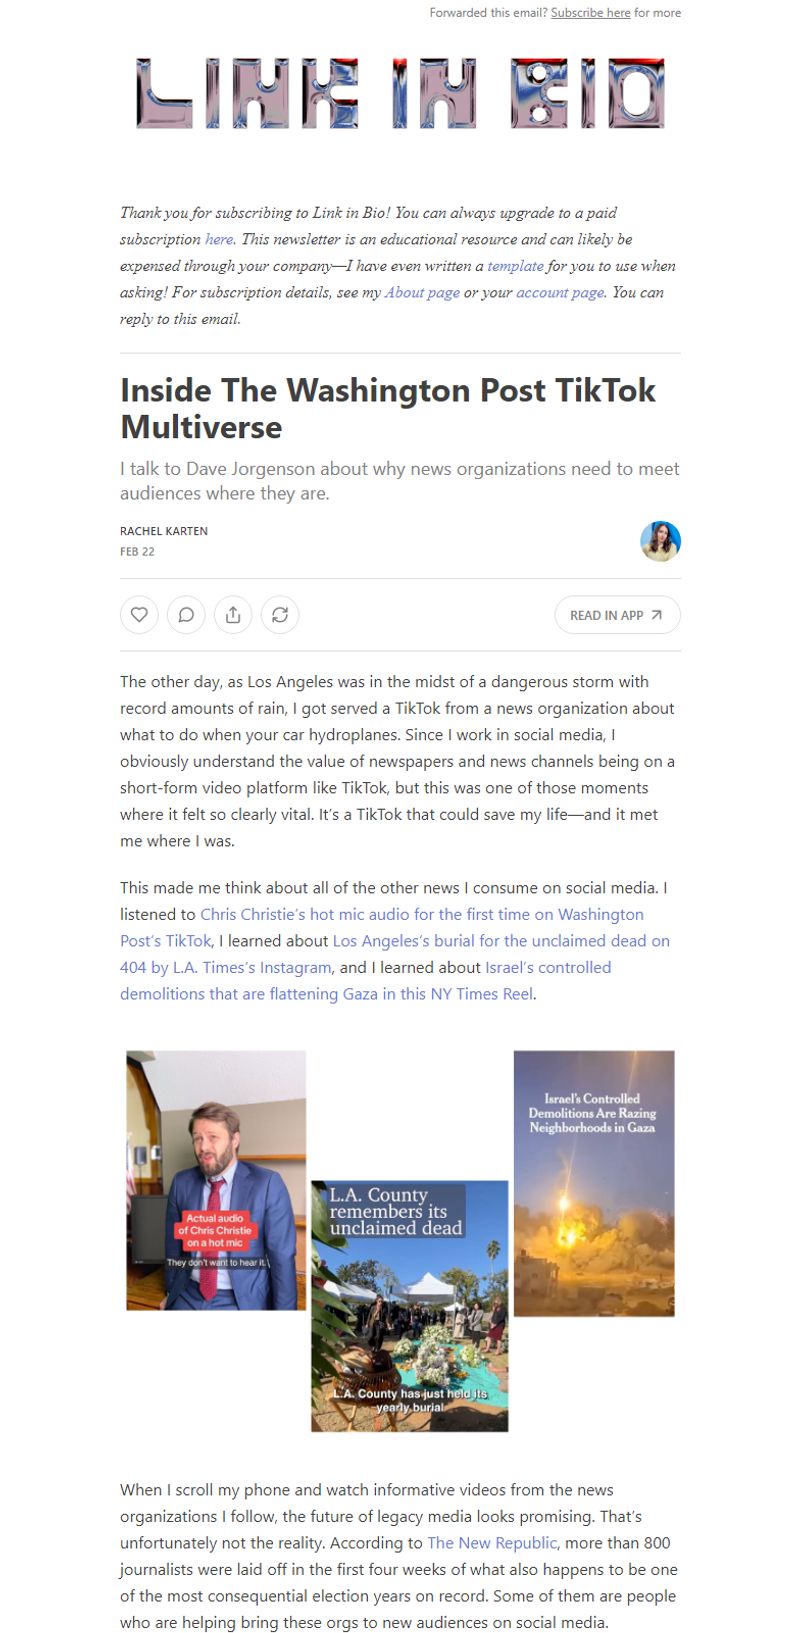 Forwarded this email? Subscribe here for more
LINK IN BIO
Thank you for subscribing to Link in Bio! You can always upgrade to a paid
subscription here. This newsletter is an educational resource and can likely be
expensed through your company—I have even written a template for you to use when
asking! For subscription details, see my About page or your account page. You can
reply to this email.
Inside The Washington Post TikTok
Multiverse
I talk to Dave Jorgenson about why news organizations need to meet
audiences where they are.
RACHEL KARTEN
FEB 22
READ IN APP
The other day, as Los Angeles was in the midst of a dangerous storm with
record amounts of rain, I got served a TikTok from a news organization about
what to do when your car hydroplanes. Since I work in social media, I
obviously understand the value of newspapers and news channels being on a
short-form video platform like TikTok, but this was one of those moments
where it felt so clearly vital. It’s a TikTok that could save my life—and it met
me where I was.
This made me think about all of the other news I consume on social media. I
listened to Chris Christie’s hot mic audio for the first time on Washington
Post’s TikTok, I learned about Los Angeles’s burial for the unclaimed dead on
404 by L.A. Times’s Instagram, and I learned about Israel’s controlled
demolitions that are flattening Gaza in this NY Times Reel.
Actual audio
of Chris Christie
on a hot mic
They don't want to hear it.\
L.A. County
remembers its
unclaimed dead
L.A. County has just held its
yearly burial
Israel’s Controlled
Demolitions Are Razing
Neighborhoods in Gaza
When I scroll my phone and watch informative videos from the news
organizations I follow, the future of legacy media looks promising. That’s
unfortunately not the reality. According to The New Republic, more than 800
journalists were laid off in the first four weeks of what also happens to be one
of the most consequential election years on record. Some of them are people
who are helping bring these orgs to new audiences on social media.